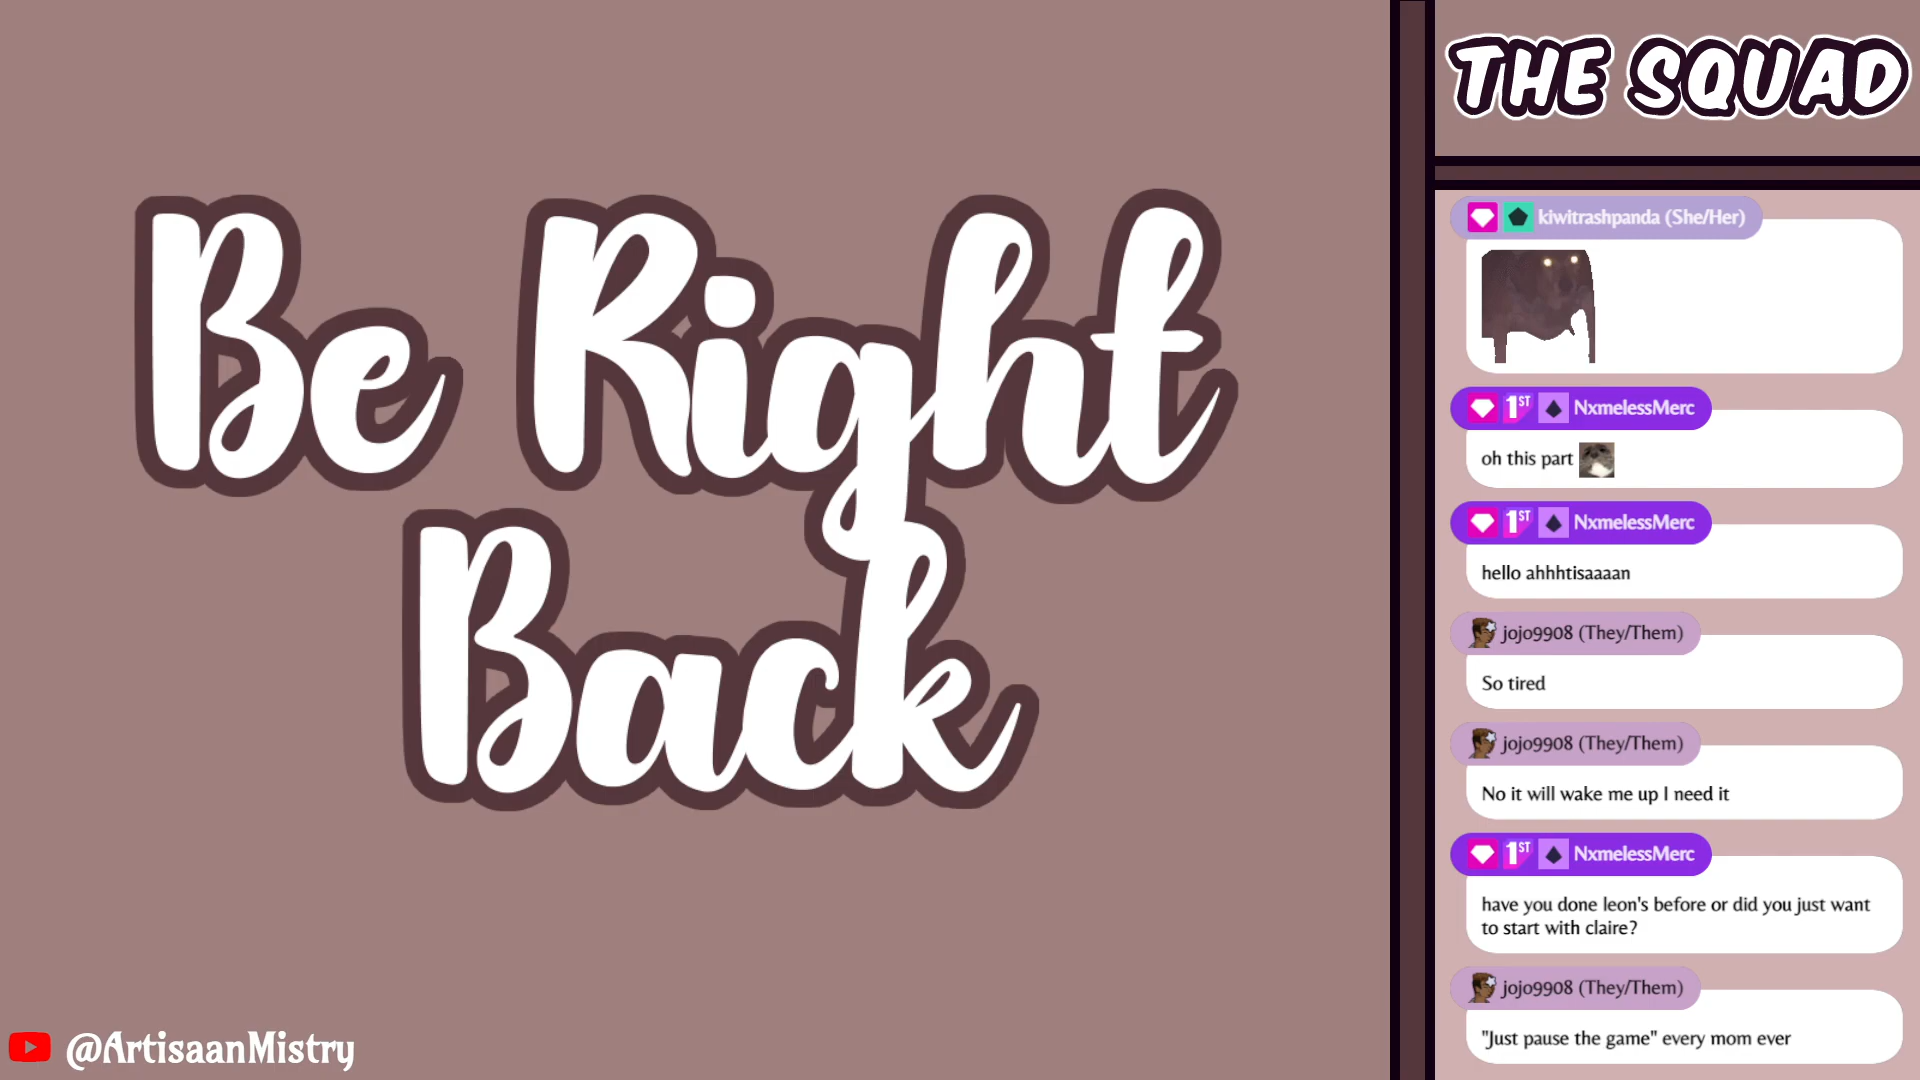 Be Right
Back
@ArtisaanMistry
THE SQUAD
kiwitrashpanda (She/Her)
1ST NxmelessMerc
oh this part
1ST NxmelessMerc
hello ahhhtisaaaan
jojo9908 (They/Them)
So tired
jojo9908 (They/Them)
No it will wake me up I need it
1ST NxmelessMerc
have you done leon's before or did you just want
to start with claire?
jojo9908 (They/Them)
"Just pause the game" every mom ever